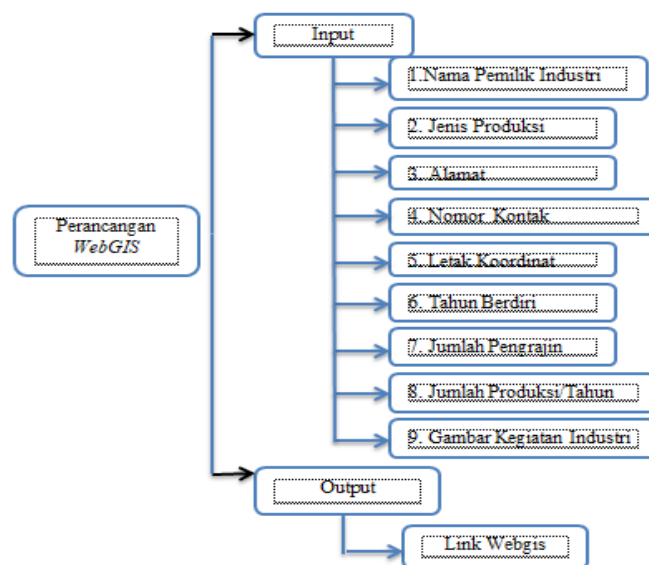 Input
1.Nama Pemilik Industri
2. Jenis Produksi
3. Alamat
4. Nomor Kontak
Perancangan
WebGIS
5. Letak Koordinat
6. Tahun Berdiri
7. Jumlah Pengrajin
8. Jumlah Produksi/Tahun
9. Gambar Kegiatan Industri
Output
Link Webgis